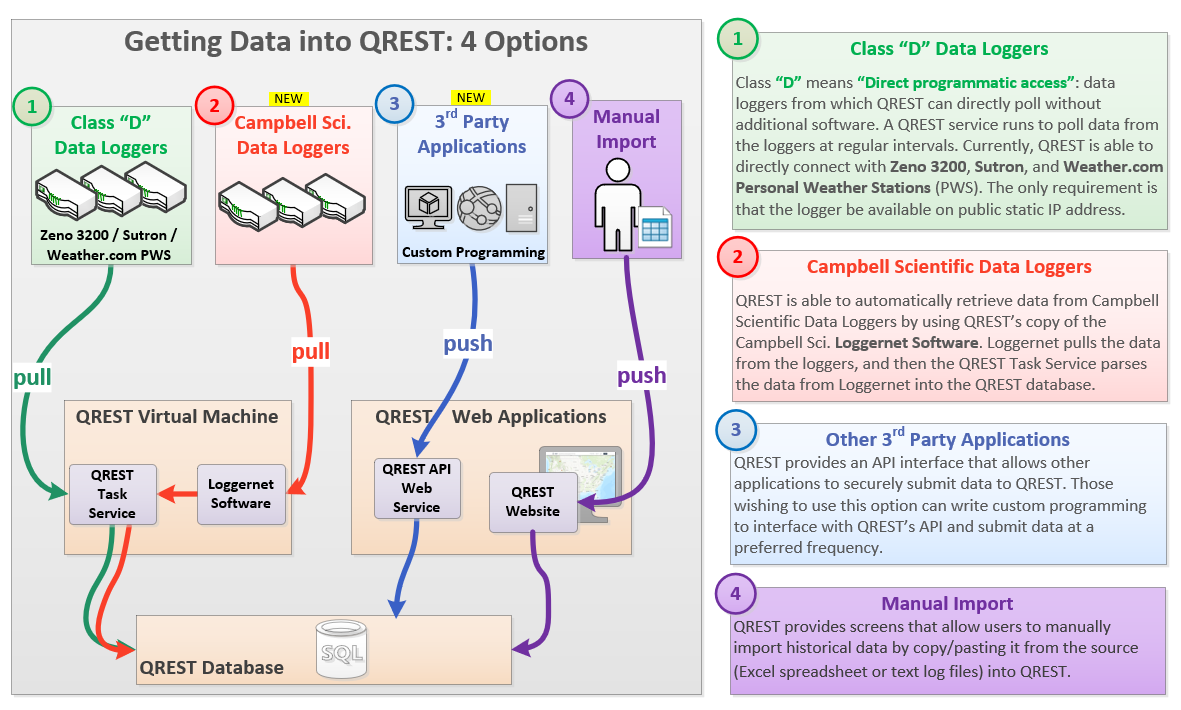 Getting Data into QREST: 4 Options
1
Class “D”
Data Loggers
Zeno 3200 / Sutron /
Weather.com PWS
2
NEW
Campbell Sci.
Data Loggers
3
NEW
3rd Party
Applications
Custom Programming
4
Manual
Import
pull
pull
push
push
QREST Virtual Machine
QREST
Task
Service
Loggernet
Software
QREST Web Applications
QREST API
Web
Service
QREST
Website
QREST Database
SQL
1
Class “D” Data Loggers
Class “D” means “Direct programmatic access”: data
loggers from which QREST can directly poll without
additional software. A QREST service runs to poll data from
the loggers at regular intervals. Currently, QREST is able to
directly connect with Zeno 3200, Sutron, and Weather.com
Personal Weather Stations (PWS). The only requirement is
that the logger be available on public static IP address.
2
Campbell Scientific Data Loggers
QREST is able to automatically retrieve data from Campbell
Scientific Data Loggers by using QREST’s copy of the
Campbell Sci. Loggernet Software. Loggernet pulls the data
from the loggers, and then the QREST Task Service parses
the data from Loggernet into the QREST database.
3
Other 3rd Party Applications
QREST provides an API interface that allows other
applications to securely submit data to QREST. Those
wishing to use this option can write custom programming
to interface with QREST’s API and submit data at a
preferred frequency.
4
Manual Import
QREST provides screens that allow users to manually
import historical data by copy/pasting it from the source
(Excel spreadsheet or text log files) into QREST.